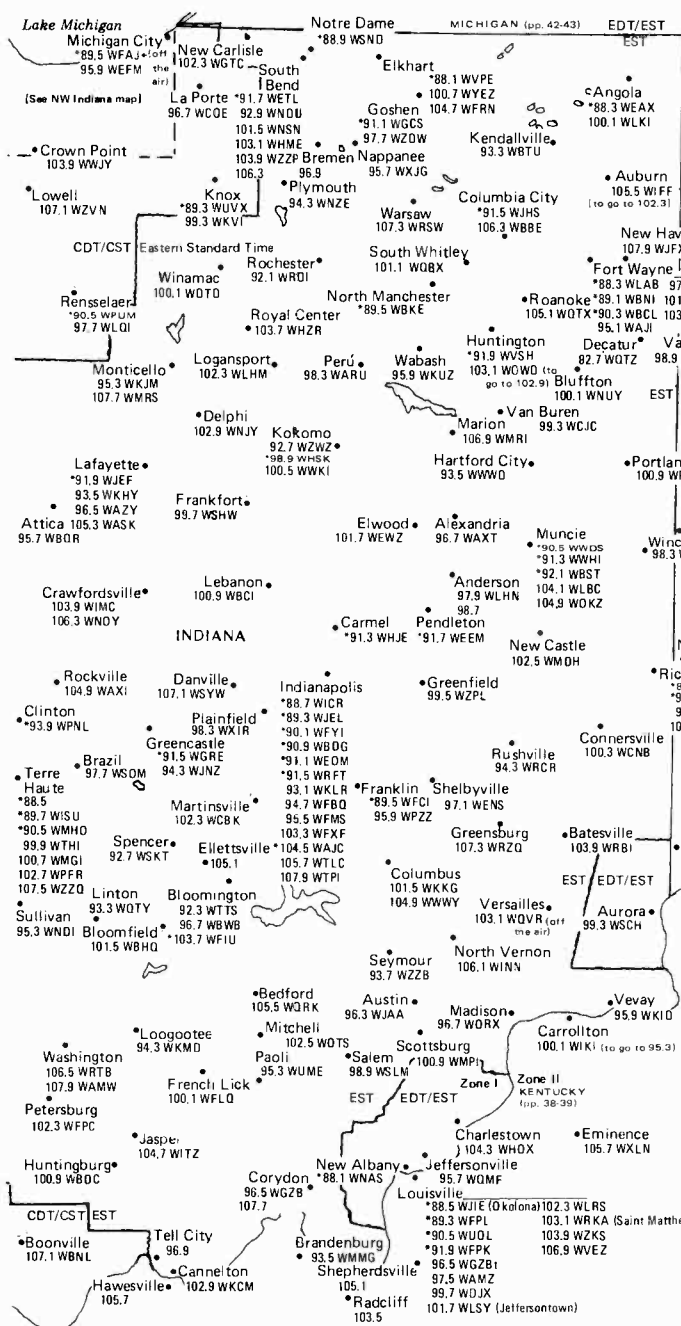 Lake Michigan
Notre Dame
*88.9 WSND
MICHIGAN (pp. 42-43)
EDT/EST
EST
Michigan City
*89.5 WFAJ (off
95.9 WEFM the
air)
New Carlisle
102.3 WGTC
South
Bend
*91.7 WETL
92.9 WNDU
101.5 WNSN
103.1 WHME
103.9 WZZP
106.3
Elkhart
*88.1 WVPE
100.7 WYEZ
104.7 WFRN
Angola
*88.3 WEAX
100.1 WLKI
(See NW Indiana map)
La Porte
96.7 WCOE
Goshen
*91.1 WGCS
97.7 WZOW
Kendallville
93.3 WBTU
Crown Point
103.9 WWJY
Bremen
96.9
Nappanee
95.7 WXJG
Auburn
105.5 WIFF
(to go to 102.3)
Lowell
107.1 WZVN
Knox
*89.3 WUVX
99.3 WKVI
Plymouth
94.3 WNZE
Warsaw
107.3 WRSW
Columbia City
*91.5 WJHS
106.3 WBBE
New Hav
107.9 WJFX
CDT/CST Eastern Standard Time
Winamac
100.1 WOTD
Rochester
92.1 WROI
South Whitley
101.1 WQBX
Fort Wayne
*88.3 WLAB 97
*89.1 WBNI 101
*90.3 WBCL 103
95.1 WAJI
Rensselaer
*90.5 WPUM
97.7 WLQI
North Manchester
*89.5 WBKE
Roanoke
105.1 WQTX
Royal Center
103.7 WHZR
Monticello
95.3 WKJM
107.7 WMRS
Logansport
102.3 WLHM
Perú
98.3 WARU
Wabash
95.9 WKUZ
Huntington
*91.9 WVSH
103.1 WOWO (to
go to 102.9)
Decatur
92.7 WQTZ
Va
98.9
Bluffton
100.1 WNUY
EST
Delphi
102.9 WNJY
Kokomo
92.7 WZWZ
*98.9 WHSK
100.5 WWKI
Van Buren
99.3 WCJC
Marion
106.9 WMRI
Lafayette
*91.9 WJEF
93.5 WKHY
96.5 WAZY
105.3 WASK
Hartford City
93.5 WWWO
Portlan
100.9 WP
Attica
95.7 WBQR
Frankfort
99.7 WSHW
Elwood
101.7 WEWZ
Alexandria
96.7 WAXT
Muncie
*90.5 WWDS
*91.3 WWHI
*92.1 WBST
104.1 WLBC
104.9 WOKZ
Winc
98.3
Crawfordsville
103.9 WIMC
106.3 WNDY
Lebanon
100.9 WBCI
Anderson
97.9 WLHN
98.7
INDIANA
Carmel
*91.3 WHJE
Pendleton
*91.7 WEEM
New Castle
102.5 WMDH
Rockville
104.9 WAXI
Danville
107.1 WSYW
Indianapolis
*88.7 WICR
*89.3 WJEL
*90.1 WFYI
*90.9 WBDG
*91.1 WEDM
*91.5 WRFT
93.1 WKLR
94.7 WFBQ
95.5 WFMS
103.3 WFXF
*104.5 WAJC
105.7 WTLC
107.9 WTPI
Greenfield
99.5 WZPL
Ric
Clinton
*93.9 WPNL
Plainfield
98.3 WXIR
Connersville
100.3 WCNB
Greencastle
*91.5 WGRE
94.3 WJNZ
Rushville
94.3 WRCR
Brazil
97.7 WSDM
Terre
Haute
*88.5
*89.7 WISU
*90.5 WMHD
99.9 WTHI
100.7 WMGI
102.7 WPFR
107.5 WZZQ
Martinsville
102.3 WCBK
Franklin
*89.5 WFCI
95.9 WPZZ
Shelbyville
97.1 WENS
Spencer
92.7 WSKT
Ellettsville
105.1
Greensburg
107.3 WRZQ
Batesville
103.9 WRBI
Columbus
101.5 WKKG
104.9 WWWY
EST EDT/EST
Linton
93.3 WQTY
Bloomington
92.3 WTTS
96.7 WBWB
*103.7 WFIU
Versailles
103.1 WQVR (off
the air)
Aurora
99.3 WSCH
Sullivan
95.3 WNDI
Bloomfield
101.5 WBHQ
Seymour
93.7 WZZB
North Vernon
106.1 WINN
Bedford
105.5 WQRK
Austin
96.3 WJAA
Madison
96.7 WORX
Vevay
95.9 WKID
Loogootee
94.3 WKMD
Mitchell
102.5 WQTS
Carrollton
100.1 WIKI (to go to 95.3)
Washington
106.5 WRTB
107.9 WAMW
Paoli
95.3 WUME
Salem
98.9 WSLM
Scottsburg
100.9 WMPI
French Lick
100.1 WFLQ
Zone I
Zone II
KENTUCKY
(pp. 38-39)
Petersburg
102.3 WFPC
EST EDT/EST
Jasper
104.7 WITZ
Charlestown
104.3 WHOX
Eminence
105.7 WXLN
Huntingburg
100.9 WBDC
New Albany
*88.1 WNAS
Jeffersonville
95.7 WQMF
Corydon
96.5 WGZB
107.7
Louisville
*88.5 WJIE (Okolona) 102.3 WLRS
*89.3 WFPL 103.1 WRKA (Saint Matthe
*90.5 WUOL 103.9 WZKS
*91.9 WFPK 106.9 WVEZ
96.5 WGZB
97.5 WAMZ
99.7 WDJX
101.7 WLSY (Jeffersontown)
CDT/CST EST
Boonville
107.1 WBNL
Tell City
96.9
Brandenburg
93.5 WMMG
Cannelton
102.9 WKCM
Shepherdsville
105.1
Hawesville
105.7
Radcliff
103.5